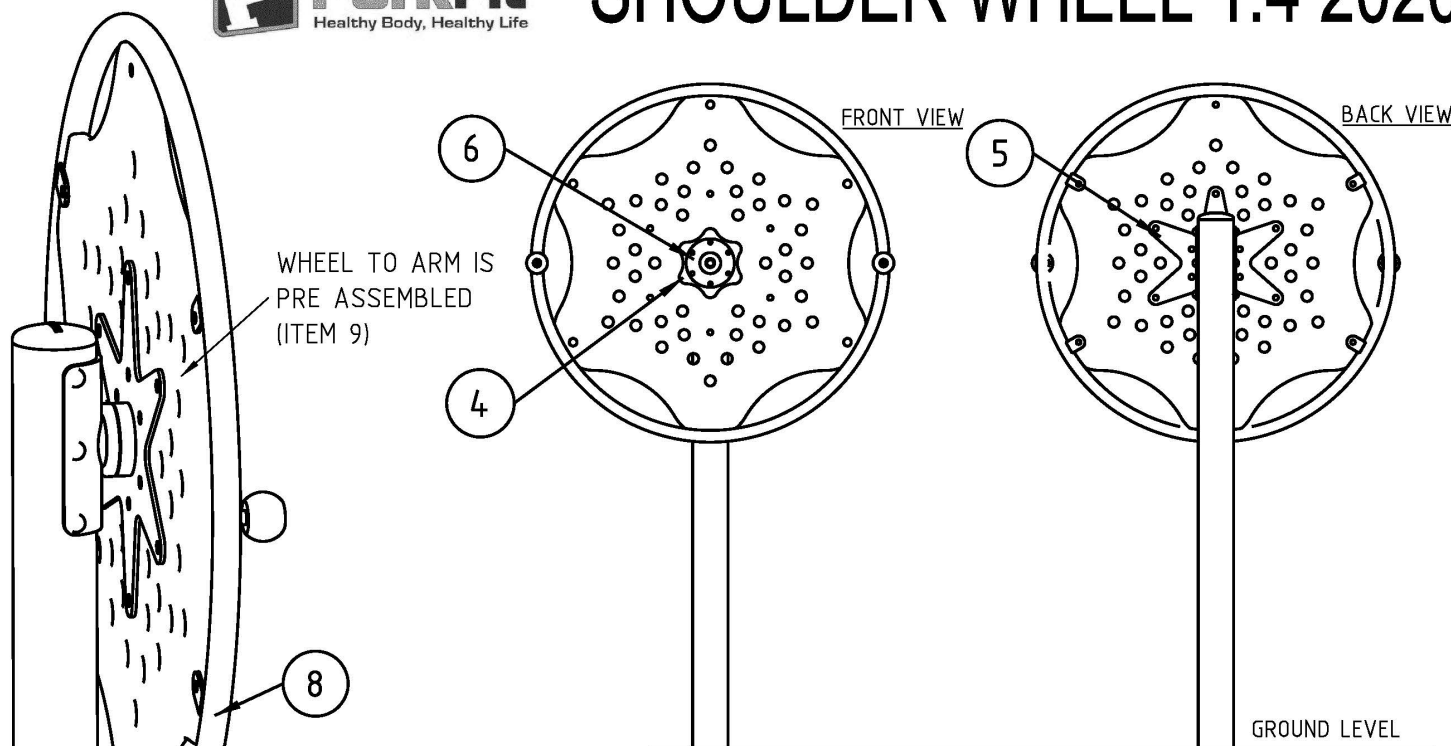 Healthy Body, Healthy Life
SHOULDER WHEEL 1.4 2020
FRONT VIEW
BACK VIEW
6
5
WHEEL TO ARM IS
PRE ASSEMBLED
(ITEM 9)
4
8
GROUND LEVEL